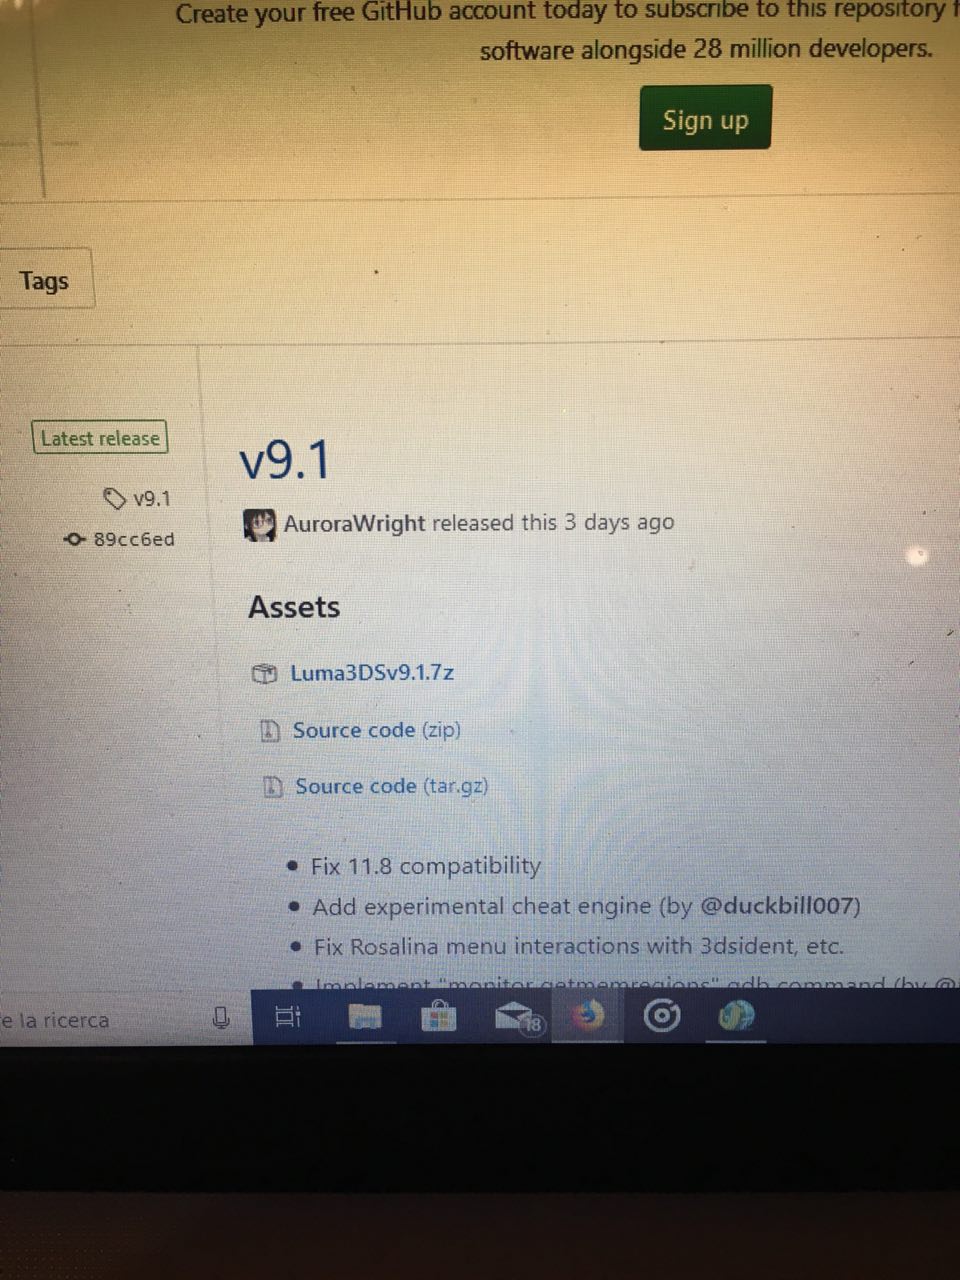 Create your free GitHub account today to subscribe to this repository
software alongside 28 million developers.
Sign up
Tags
Latest release
v9.1
v9.1
89cc6ed
AuroraWright released this 3 days ago
Assets
Luma3DSv9.1.7z
Source code (zip)
Source code (tar.gz)
Fix 11.8 compatibility
Add experimental cheat engine (by @duckbill007)
Fix Rosalina menu interactions with 3dsident, etc.
Implement "monitor getmemregions" gdb command (by @
e la ricerca
18